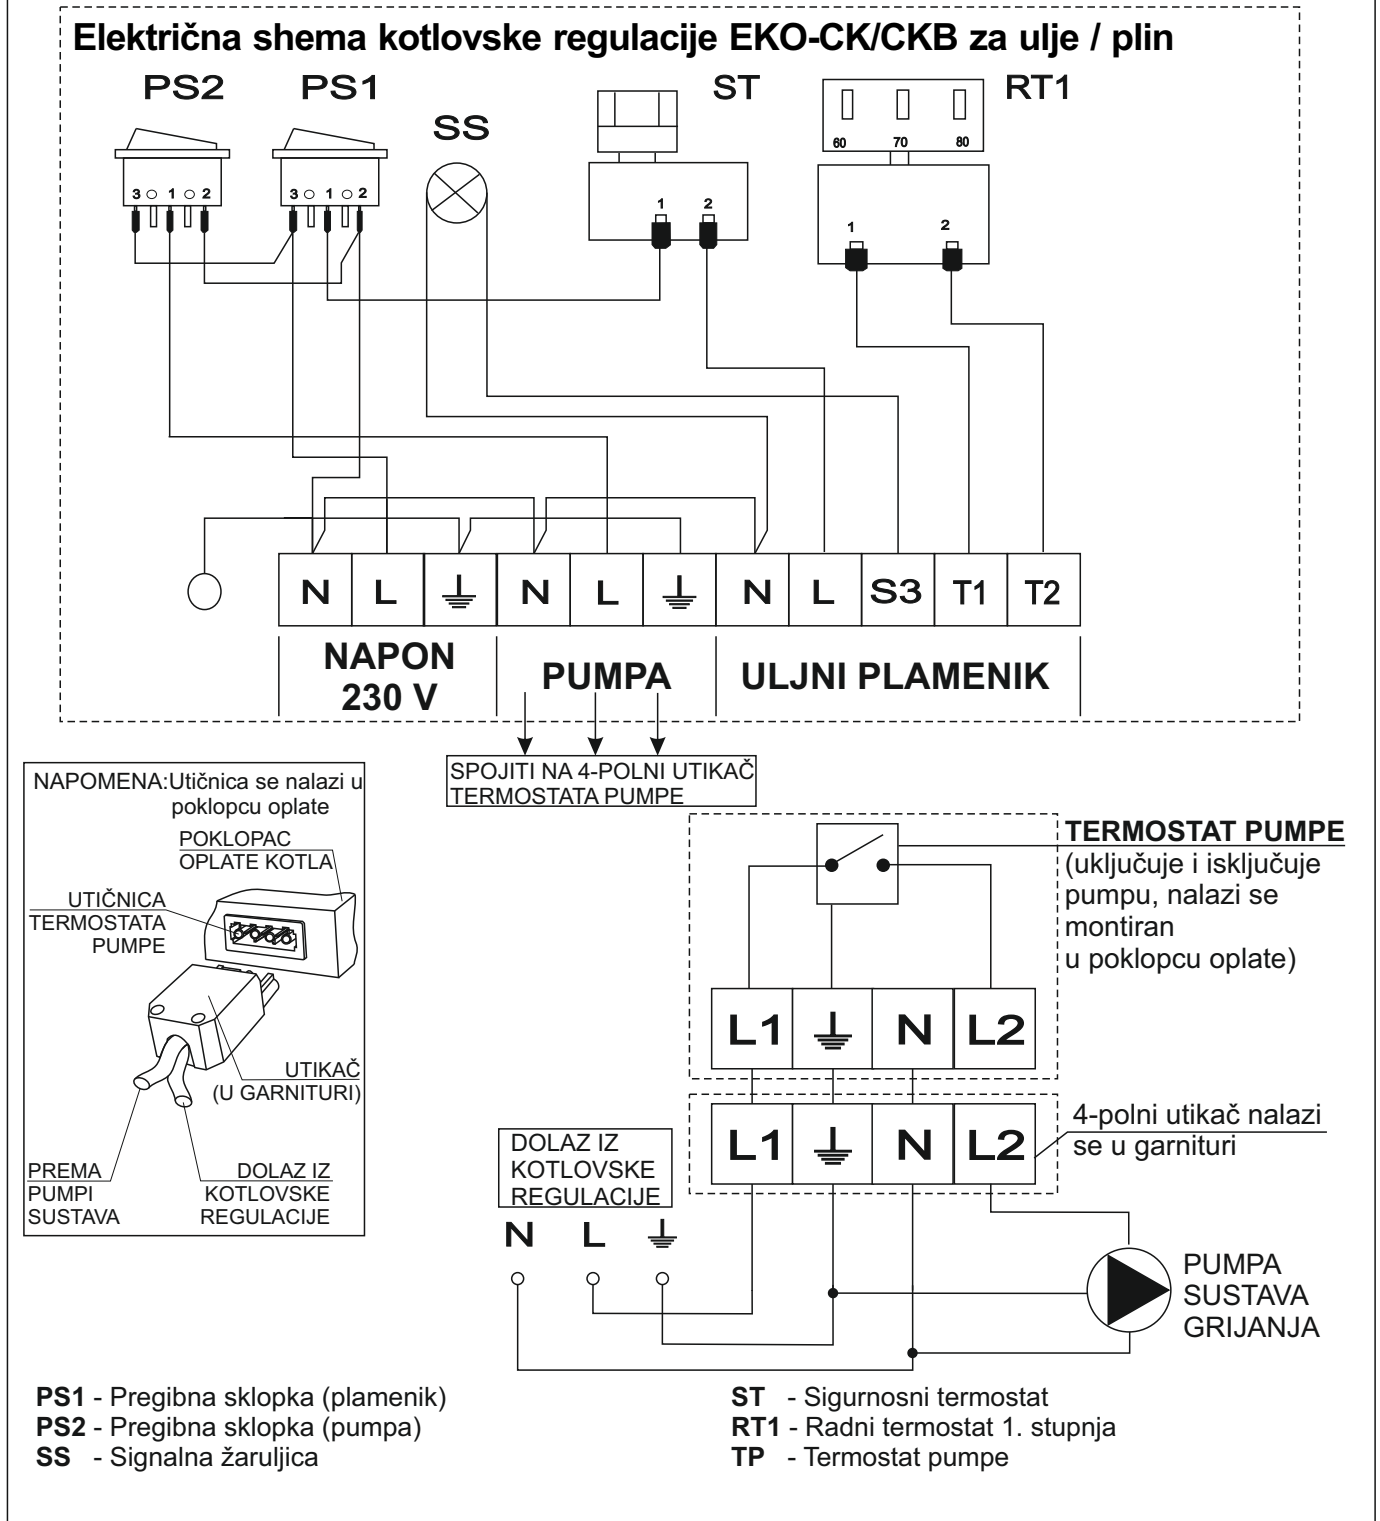 Električna shema kotlovske regulacije EKO-CK/CKB za ulje / plin
PS2
PS1
SS
ST
RT1
60 70 80
3 1 2
3 1 2
1 2
1 2
N L N L N L S3 T1 T2
NAPON
230 V
PUMPA
ULJNI PLAMENIK
SPOJITI NA 4-POLNI UTIKAČ
TERMOSTATA PUMPE
NAPOMENA:Utičnica se nalazi u
poklopcu oplate
POKLOPAC
OPLATE KOTLA
UTIČNICA
TERMOSTATA
PUMPE
UTIKAČ
(U GARNITURI)
PREMA
PUMPI
SUSTAVA
DOLAZ IZ
KOTLOVSKE
REGULACIJE
TERMOSTAT PUMPE
(uključuje i isključuje
pumpu, nalazi se
montiran
u poklopcu oplate)
L1 N L2
L1 N L2
4-polni utikač nalazi
se u garnituri
DOLAZ IZ
KOTLOVSKE
REGULACIJE
N L
PUMPA
SUSTAVA
GRIJANJA
PS1 - Pregibna sklopka (plamenik)
PS2 - Pregibna sklopka (pumpa)
SS - Signalna žaruljica
ST - Sigurnosni termostat
RT1 - Radni termostat 1. stupnja
TP - Termostat pumpe